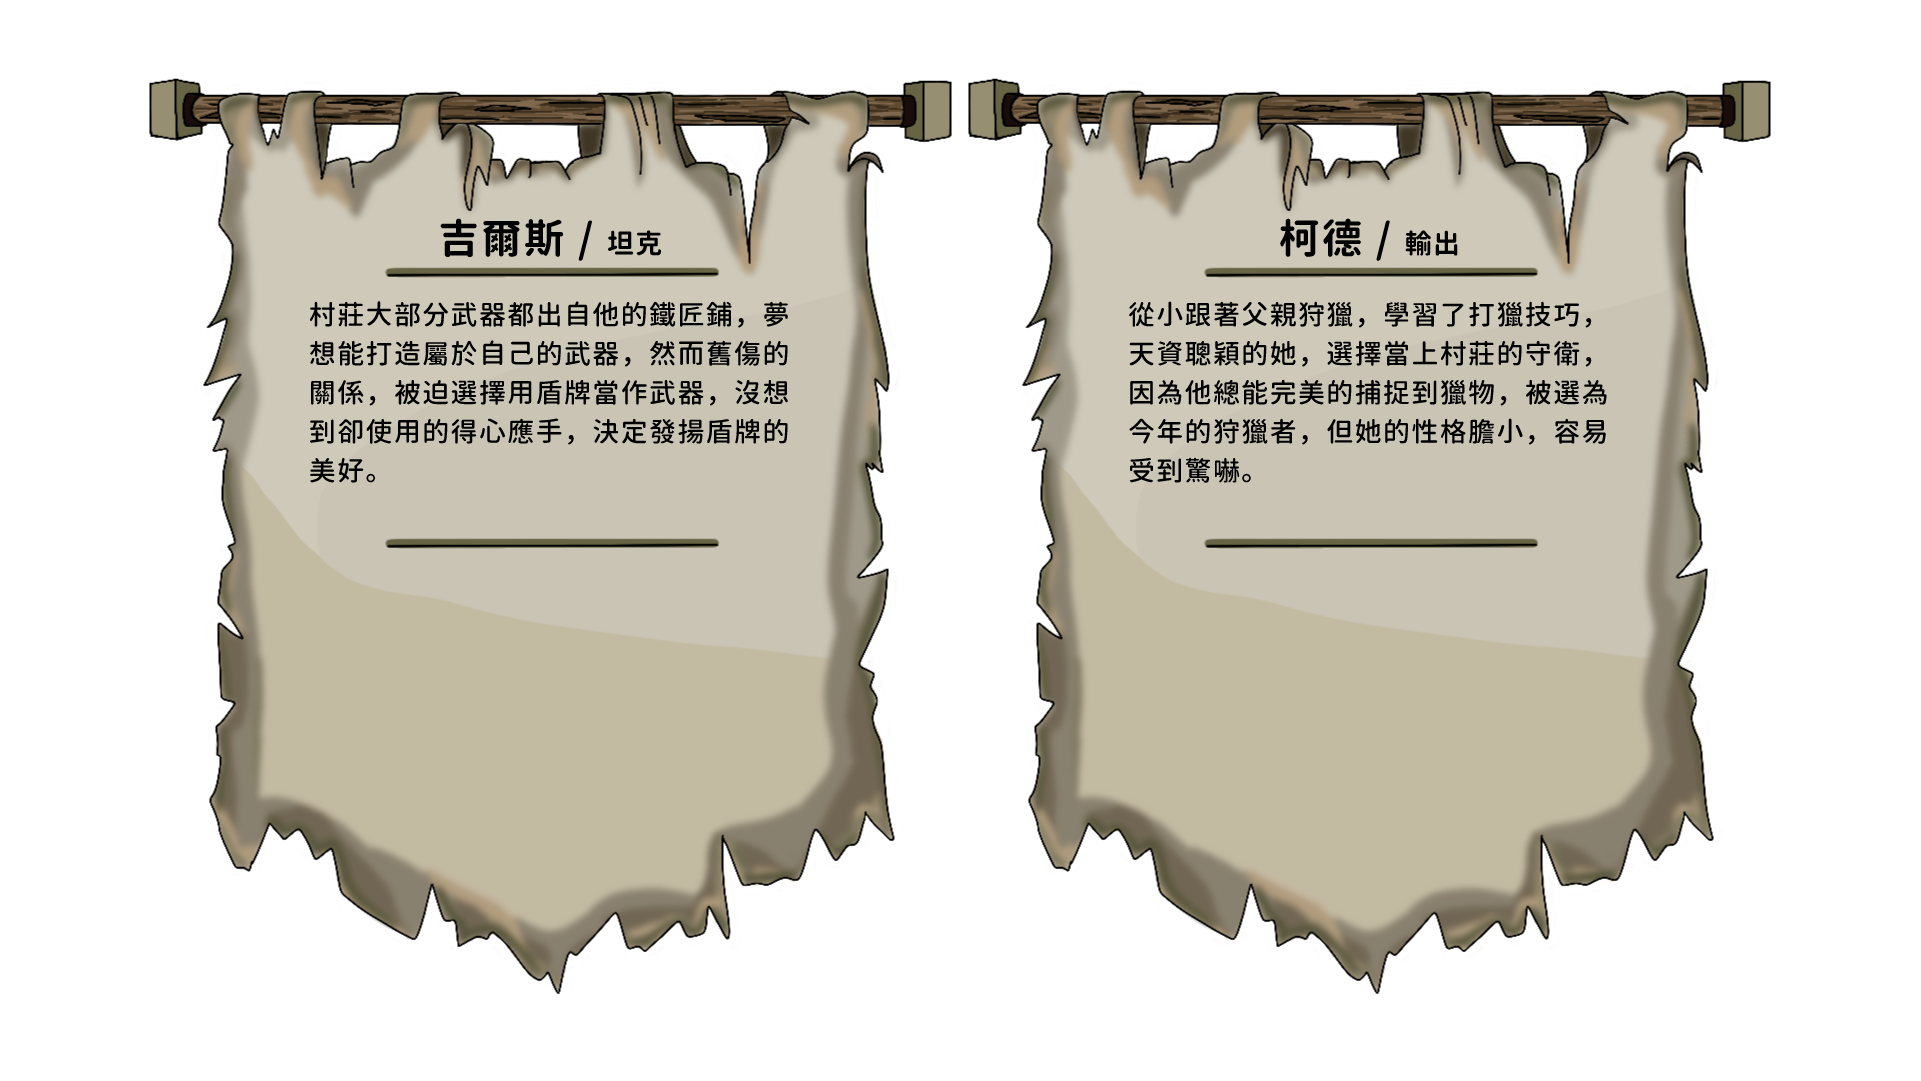 吉爾斯 / 坦克
村莊大部分武器都出自他的鐵匠鋪，夢
想能打造屬於自己的武器，然而舊傷的
關係，被迫選擇用盾牌當作武器，沒想
到卻使用的得心應手，決定發揚盾牌的
美好。
柯德 / 輸出
從小跟著父親狩獵，學習了打獵技巧，
天資聰穎的她，選擇當上村莊的守衛，
因為他總能完美的捕捉到獵物，被選為
今年的狩獵者，但她的性格膽小，容易
受到驚嚇。